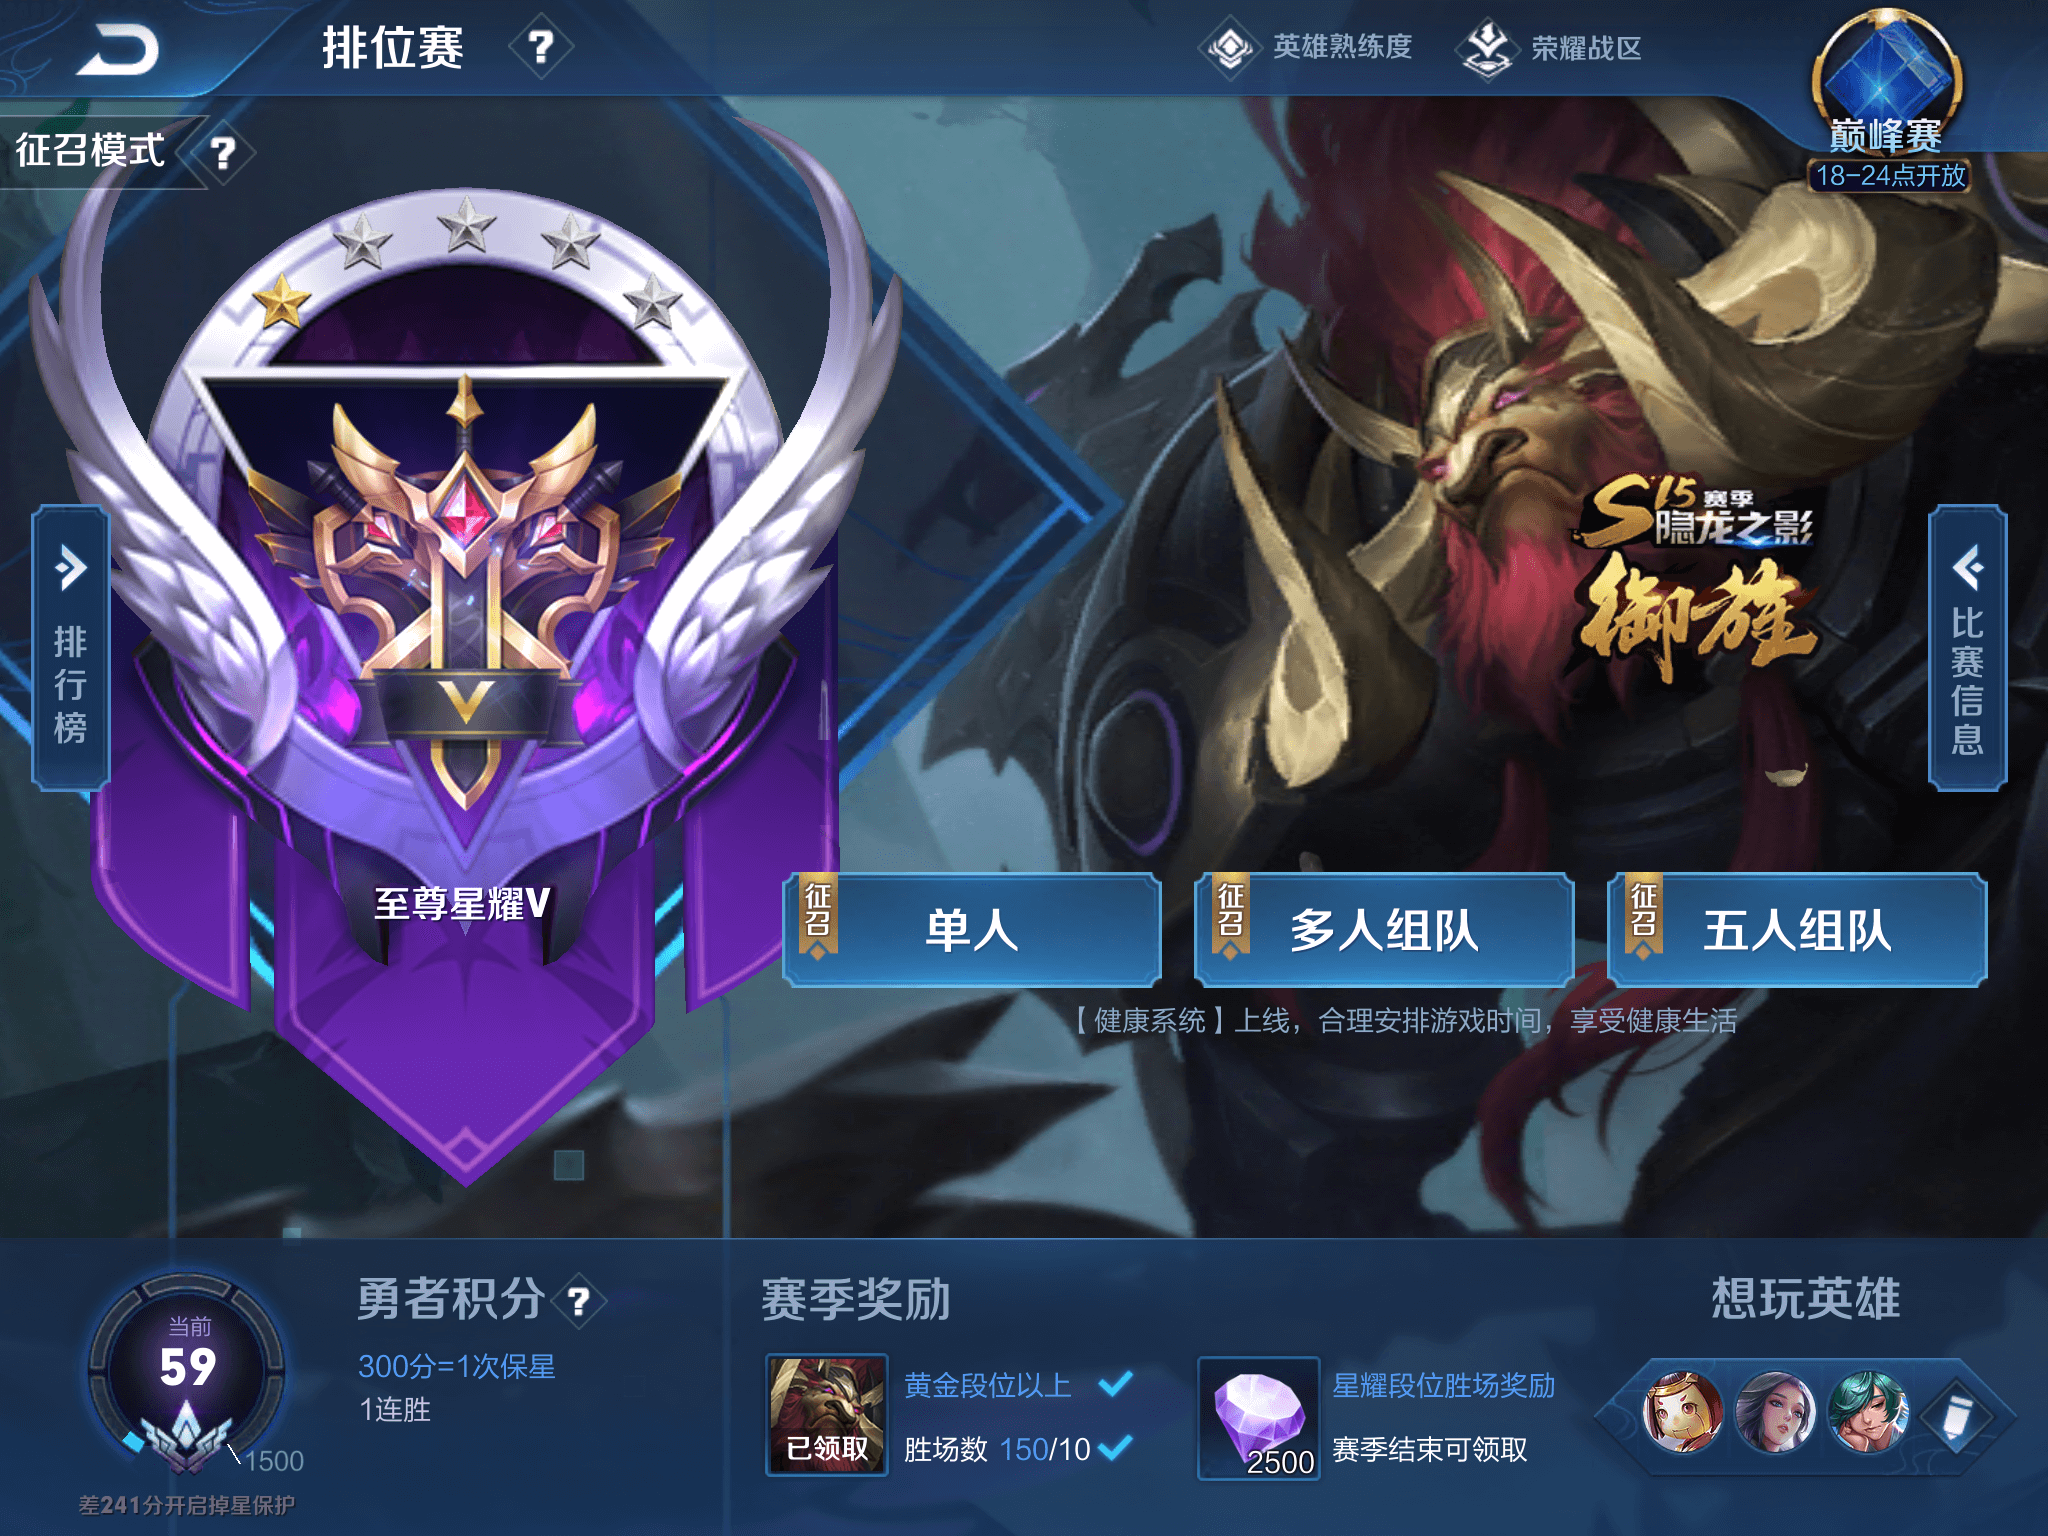 排位赛
?
英雄熟练度
荣耀战区
巅峰赛
18-24点开放
征召模式
?
排行榜
V
至尊星耀V
S15赛季
隐龙之影
御旌
比赛信息
征召
单人
征召
多人组队
征召
五人组队
【健康系统】上线，合理安排游戏时间，享受健康生活
当前
59
1500
差241分开启掉星保护
勇者积分
?
300分=1次保星
1连胜
赛季奖励
已领取
黄金段位以上
胜场数 150/10
2500
星耀段位胜场奖励
赛季结束可领取
想玩英雄